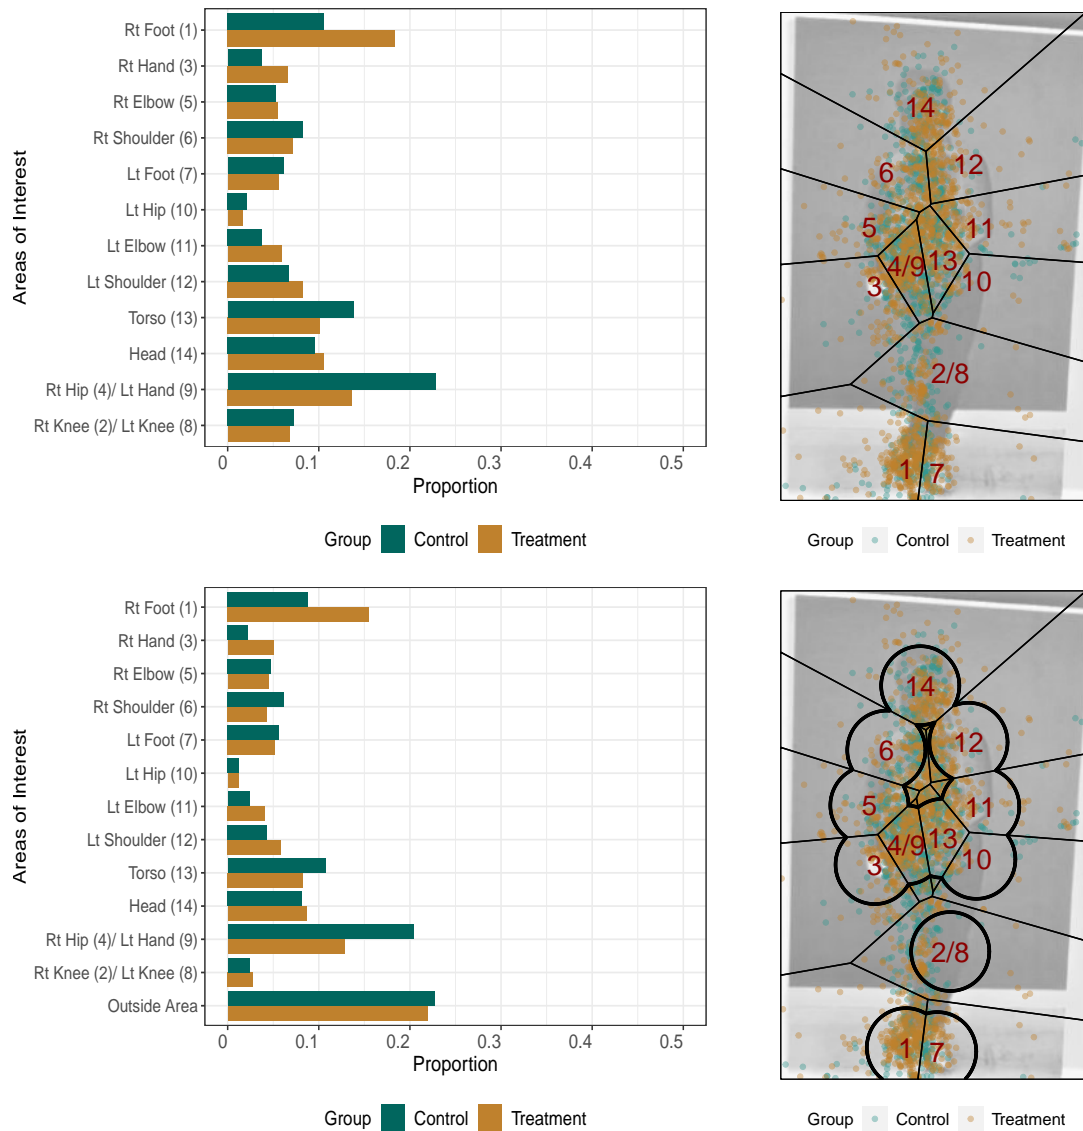 Areas of Interest
Rt Foot (1)
Rt Hand (3)
Rt Elbow (5)
Rt Shoulder (6)
Lt Foot (7)
Lt Hip (10)
Lt Elbow (11)
Lt Shoulder (12)
Torso (13)
Head (14)
Rt Hip (4)/ Lt Hand (9)
Rt Knee (2)/ Lt Knee (8)
0 0.1 0.2 0.3 0.4 0.5
Proportion
Group Control Treatment
14
6 12
5 11
4/9 13
3 10
2/8
1 7
Group Control Treatment
Areas of Interest
Rt Foot (1)
Rt Hand (3)
Rt Elbow (5)
Rt Shoulder (6)
Lt Foot (7)
Lt Hip (10)
Lt Elbow (11)
Lt Shoulder (12)
Torso (13)
Head (14)
Rt Hip (4)/ Lt Hand (9)
Rt Knee (2)/ Lt Knee (8)
Outside Area
0 0.1 0.2 0.3 0.4 0.5
Proportion
Group Control Treatment
14
6 12
5 11
4/9 13
3 10
2/8
1 7
Group Control Treatment